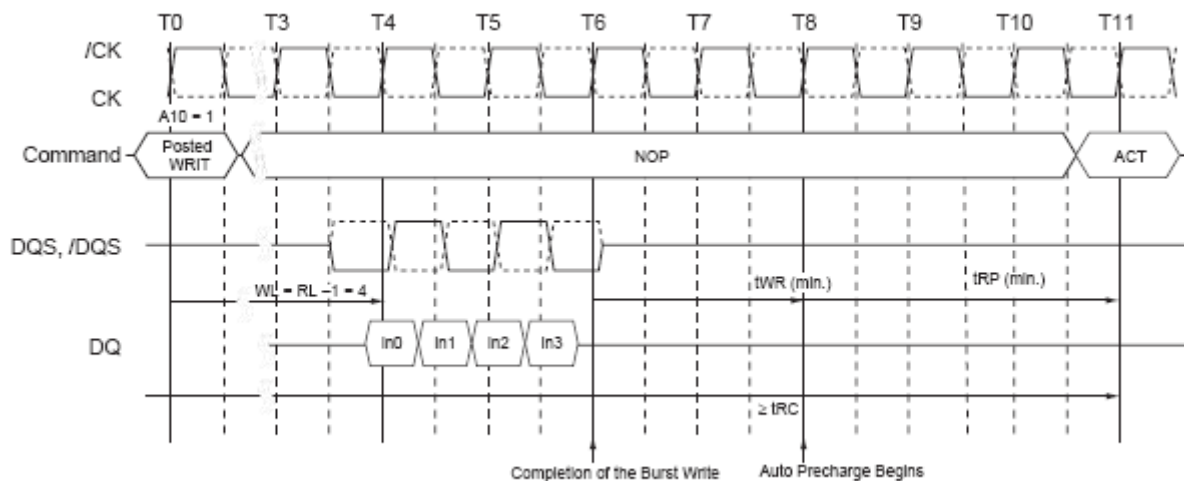 T0 T3 T4 T5 T6 T7 T8 T9 T10 T11
/CK
CK
A10 = 1
Command
Posted
WRIT
NOP
ACT
DQS, /DQS
WL = RL –1 = 4
tWR (min.)
tRP (min.)
DQ
In0 In1 In2 In3
≥ tRC
Completion of the Burst Write
Auto Precharge Begins